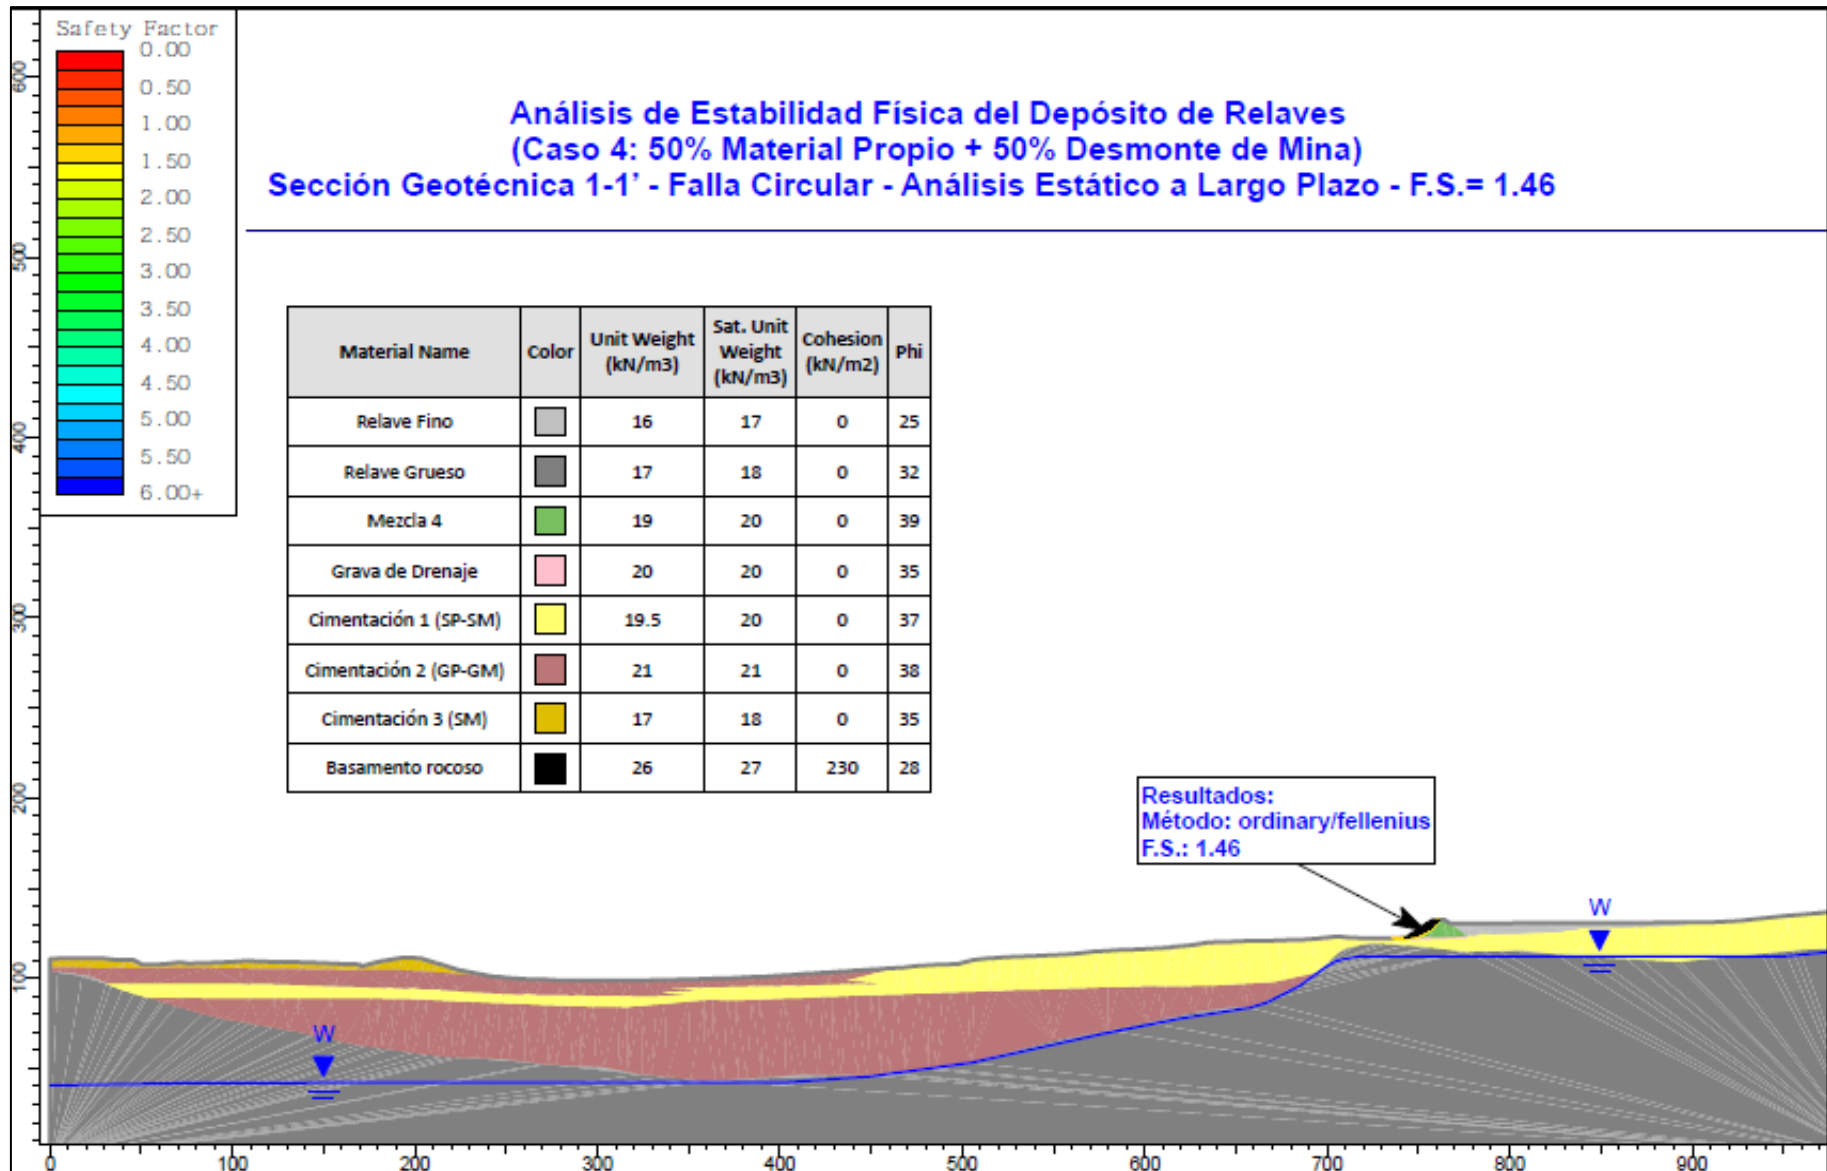 Safety Factor
0.00
0.50
1.00
1.50
2.00
2.50
3.00
3.50
4.00
4.50
5.00
5.50
6.00+
Análisis de Estabilidad Física del Depósito de Relaves
(Caso 4: 50% Material Propio + 50% Desmonte de Mina)
Sección Geotécnica 1-1' - Falla Circular - Análisis Estático a Largo Plazo - F.S.= 1.46
Material Name Color Unit Weight (kN/m3) Sat. Unit Weight (kN/m3) Cohesion (kN/m2) Phi
Relave Fino 16 17 0 25
Relave Grueso 17 18 0 32
Mezcla 4 19 20 0 39
Grava de Drenaje 20 20 0 35
Cimentación 1 (SP-SM) 19.5 20 0 37
Cimentación 2 (GP-GM) 21 21 0 38
Cimentación 3 (SM) 17 18 0 35
Basamento rocoso 26 27 230 28
Resultados:
Método: ordinary/fellenius
F.S.: 1.46
W
W
600
500
400
300
200
100
0 100 200 300 400 500 600 700 800 900